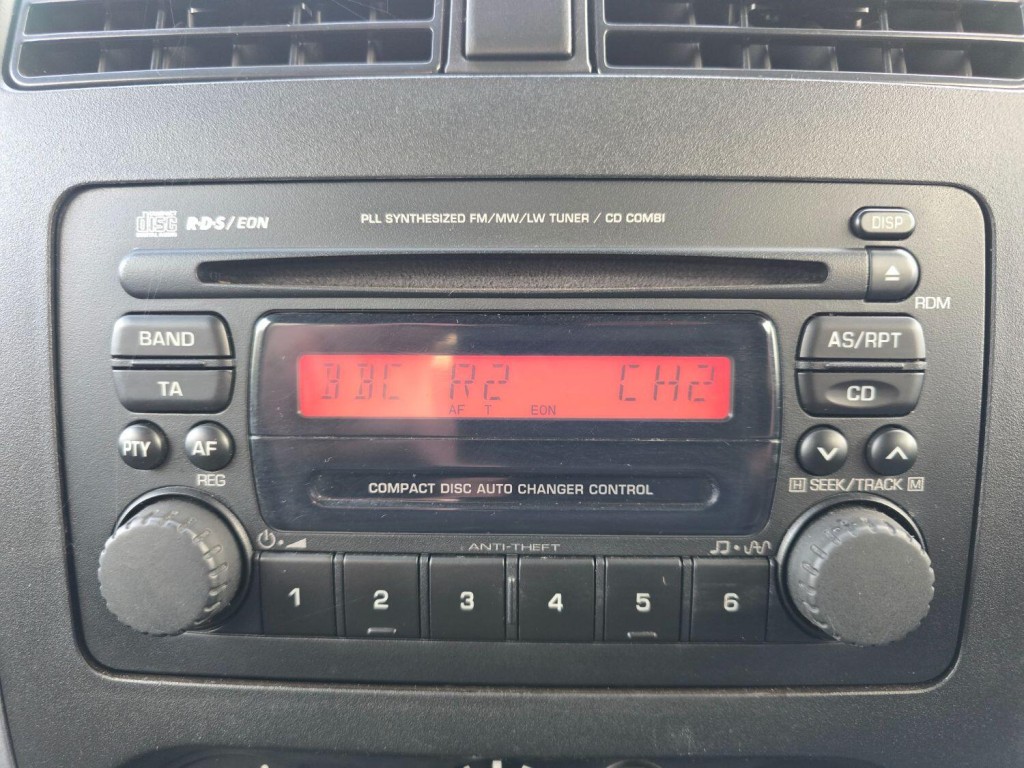 DISC R·D·S/EON PLL SYNTHESIZED FM/MW/LW TUNER / CD COMBI DISP
RDM
BAND AS/RPT
BBC R2 CH2
AF T EON
TA CD
PTY AF
REG
COMPACT DISC AUTO CHANGER CONTROL
H SEEK/TRACK M
ANTI-THEFT
1 2 3 4 5 6